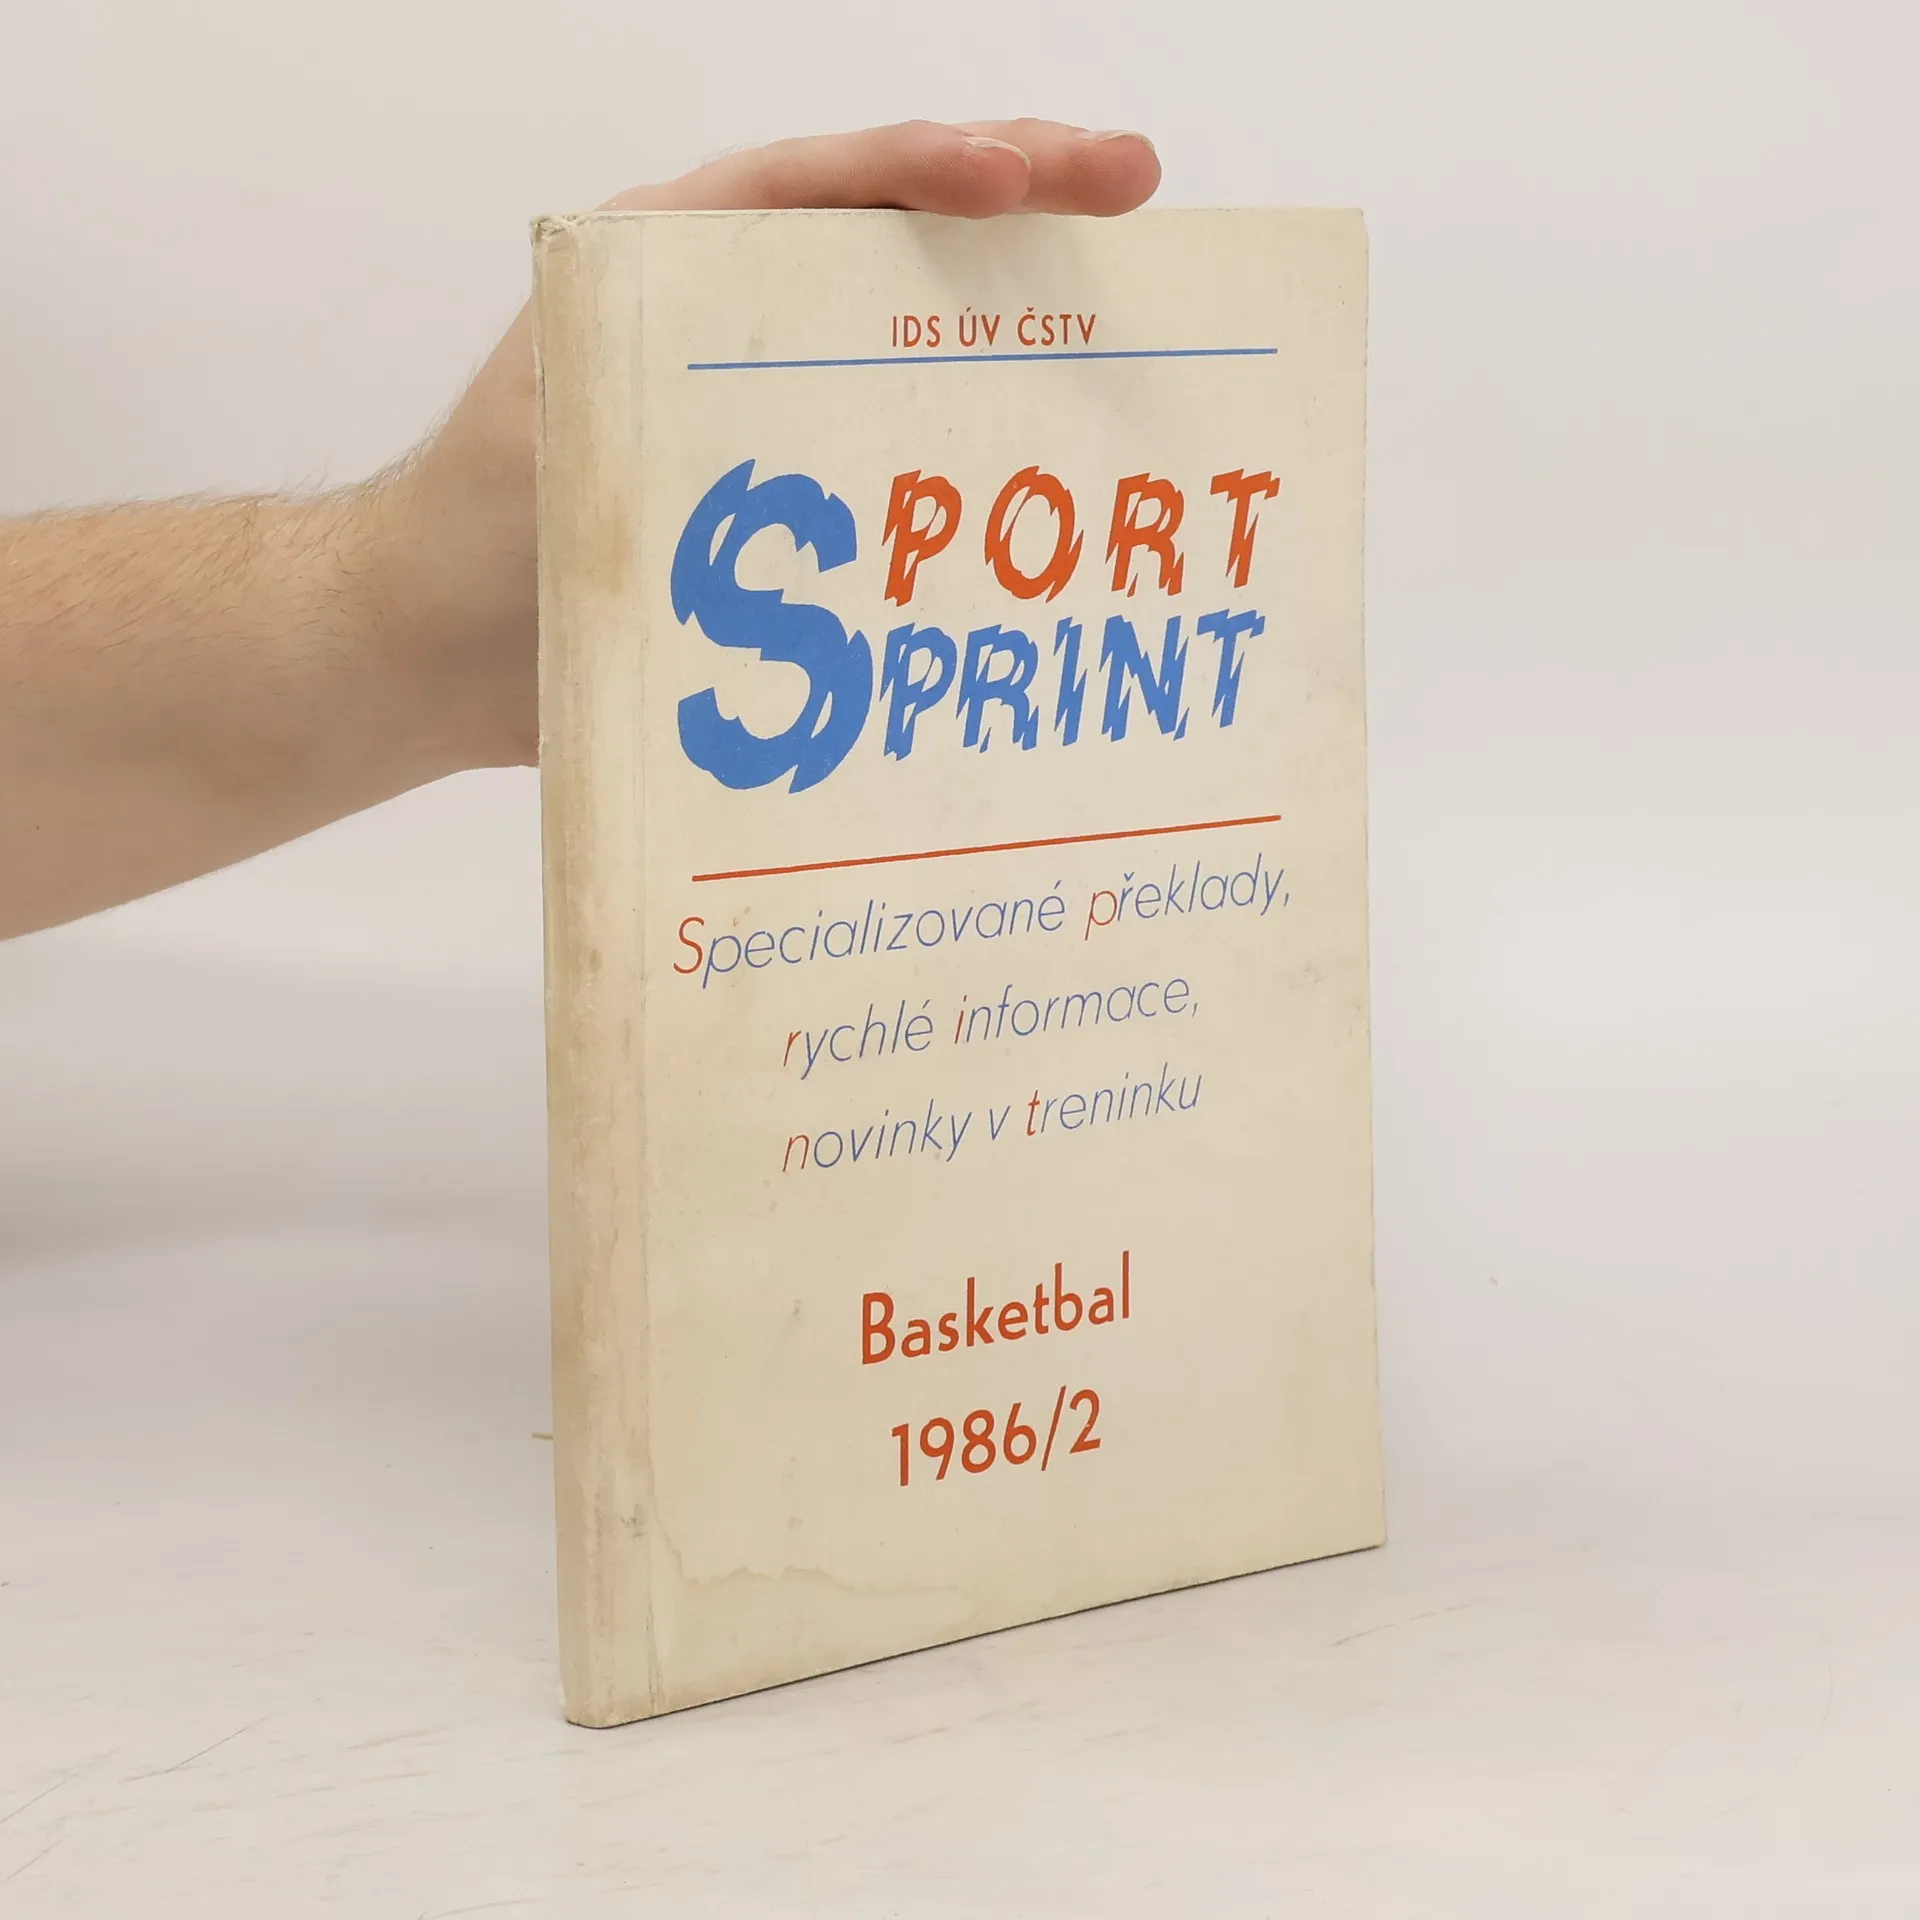 IDS ÚV ČSTV
SPORT
SPRINT
Specializované překlady,
rychlé informace,
novinky v treninku
Basketbal
1986/2